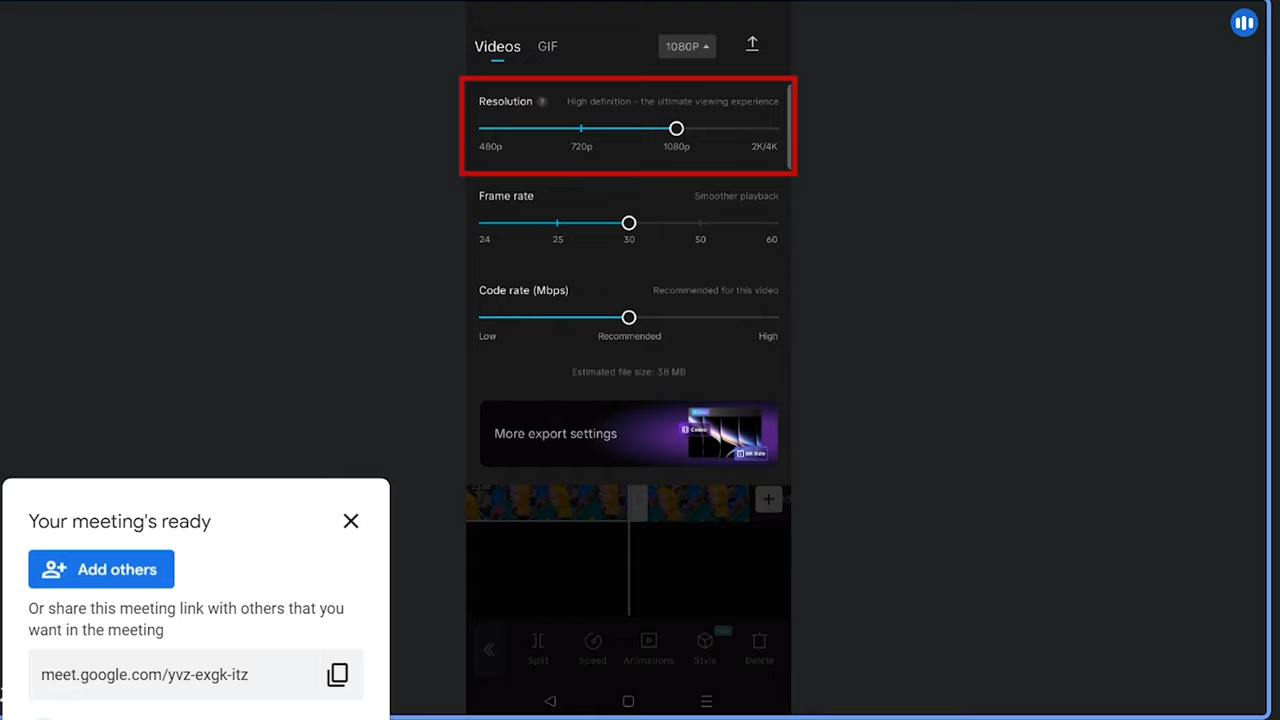 Videos GIF 1080P
Resolution ? High definition - the ultimate viewing experience
480p 720p 1080p 2K/4K
Frame rate Smoother playback
24 25 30 50 60
Code rate (Mbps) Recommended for this video
Low Recommended High
Estimated file size: 38 MB
More export settings
Codec
Bit Rate
Split Speed Animations Style Delete
Your meeting's ready
Add others
Or share this meeting link with others that you
want in the meeting
meet.google.com/yvz-exgk-itz